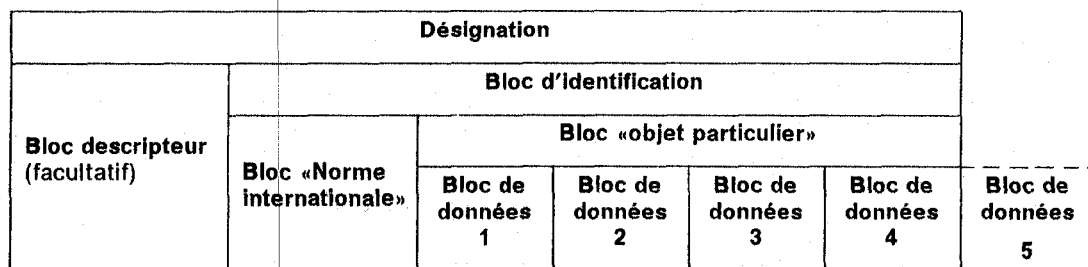 Désignation
Bloc d'identification
Bloc descripteur
(facultatif)
Bloc «Norme
internationale»
Bloc «objet particulier»
Bloc de
données
1
Bloc de
données
2
Bloc de
données
3
Bloc de
données
4
Bloc de
données
5